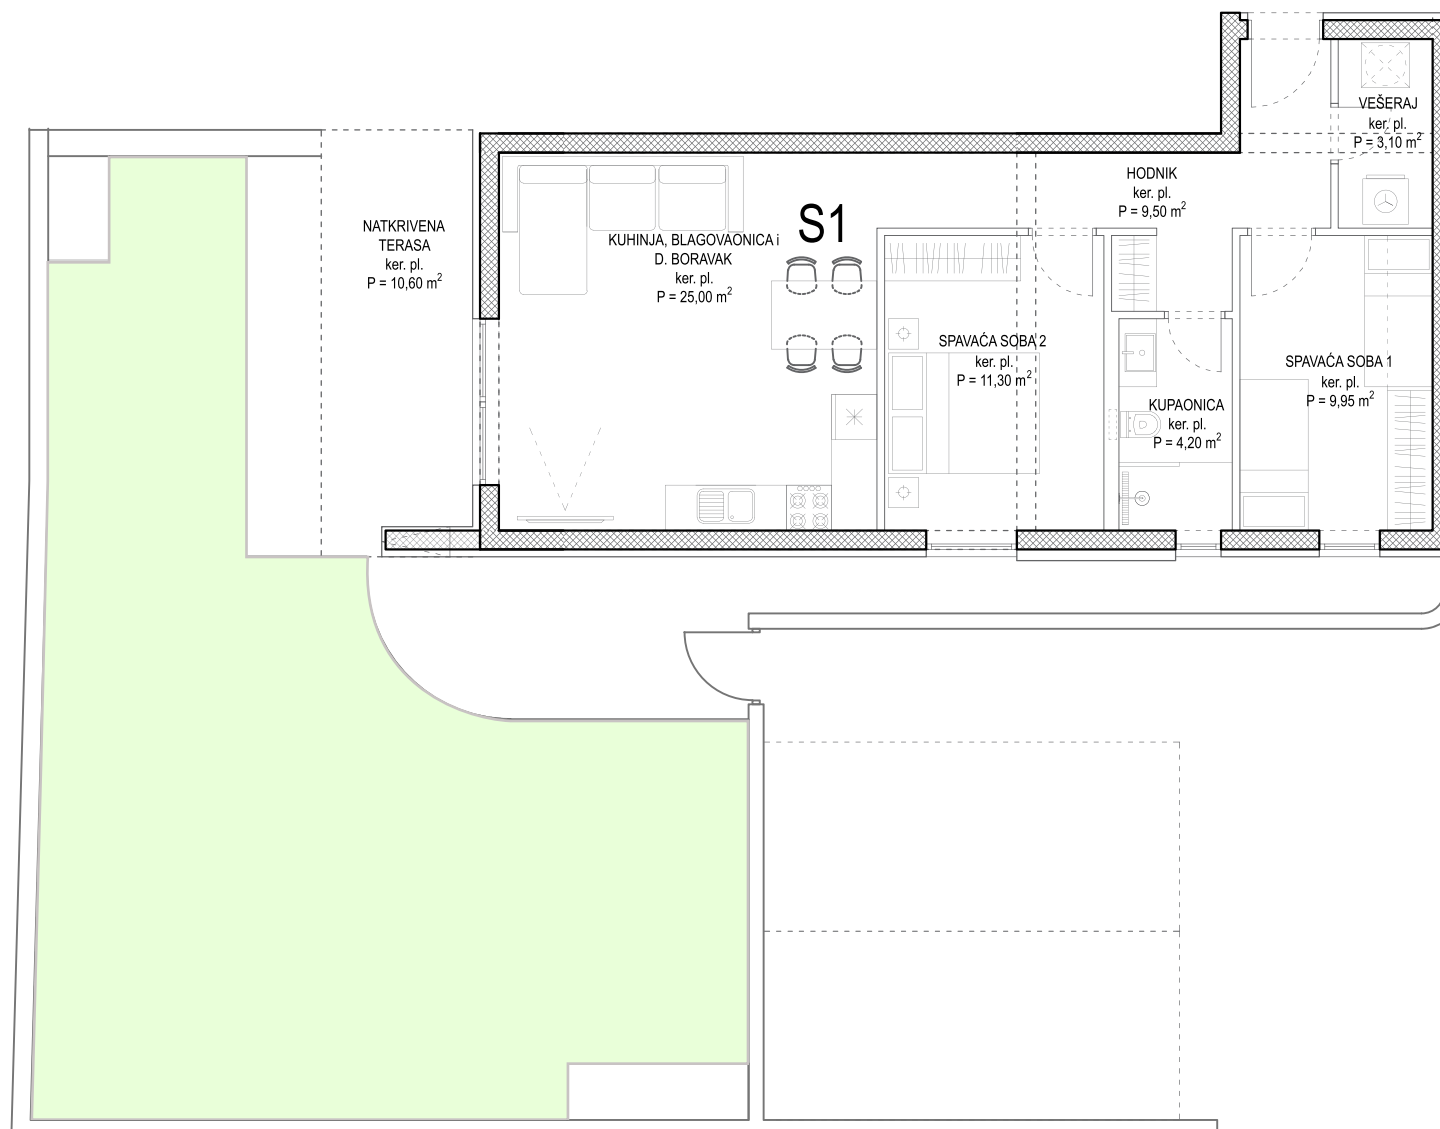 VEŠERAJ
ker. pl.
P = 3,10 m²
HODNIK
ker. pl.
P = 9,50 m²
S1
NATKRIVENA
TERASA
ker. pl.
P = 10,60 m²
KUHINJA, BLAGOVAONICA i
D. BORAVAK
ker. pl.
P = 25,00 m²
SPAVAĆA SOBA 2
ker. pl.
P = 11,30 m²
SPAVAĆA SOBA 1
ker. pl.
P = 9,95 m²
KUPAONICA
ker. pl.
P = 4,20 m²